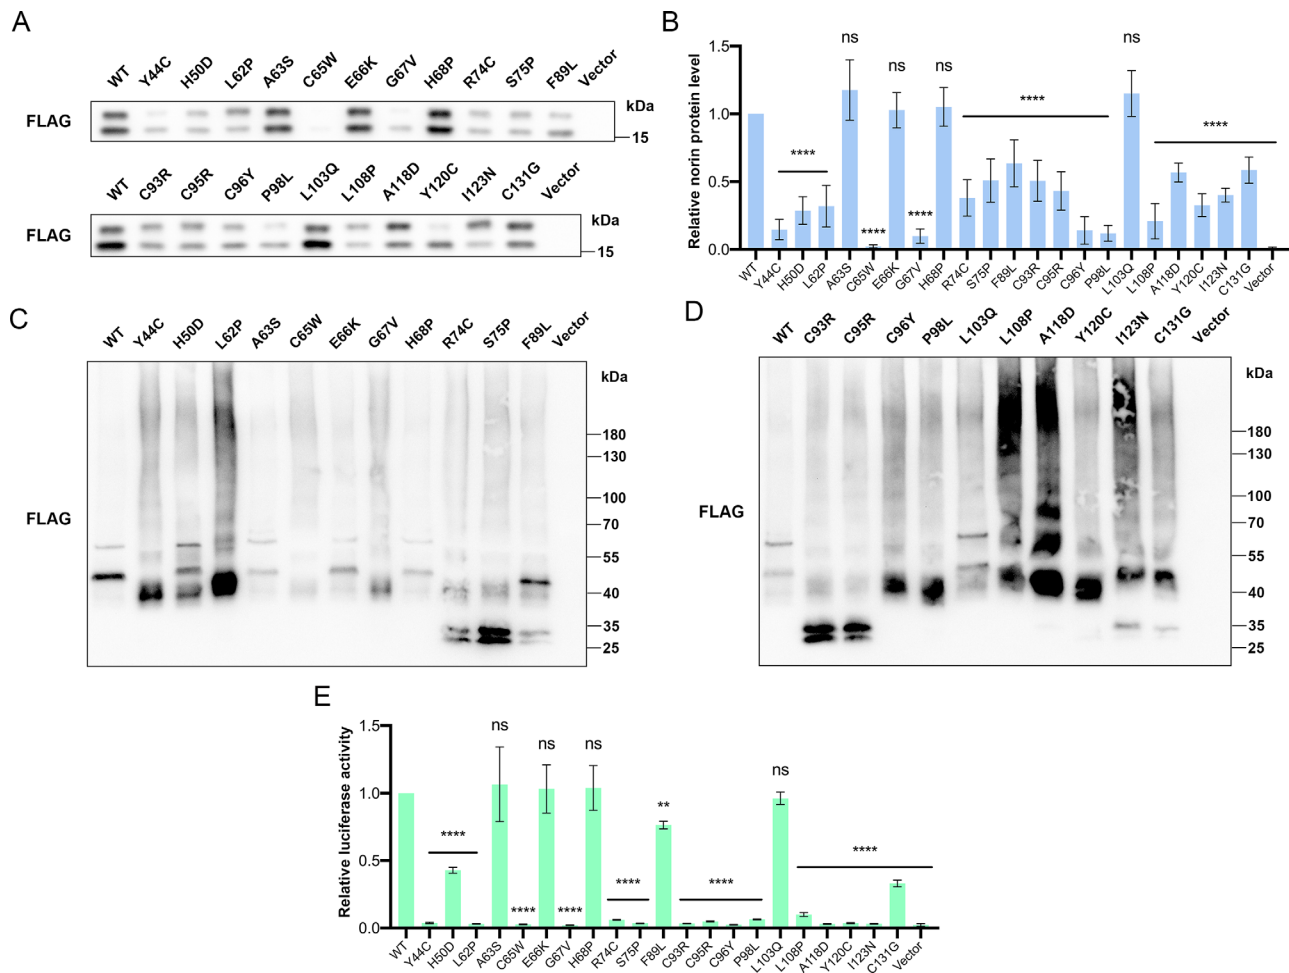 A
WT Y44C H50D L62P A63S C65W E66K G67V H68P R74C S75P F89L Vector
kDa
FLAG
15
WT C93R C95R C96Y P98L L103Q L108P A118D Y120C I123N C131G Vector
kDa
FLAG
15
B
Relative norin protein level
1.5
1.0
0.5
0.0
ns
ns
ns
ns
****
****
****
****
****
WT Y44C H50D L62P A63S C65W E66K G67V H68P R74C S75P F89L C93R C95R C96Y P98L L103Q L108P A118D Y120C I123N C131G Vector
C
WT Y44C H50D L62P A63S C65W E66K G67V H68P R74C S75P F89L Vector
kDa
180
130
100
70
55
40
35
25
FLAG
D
WT C93R C95R C96Y P98L L103Q L108P A118D Y120C I123N C131G Vector
kDa
180
130
100
70
55
40
35
25
FLAG
E
Relative luciferase activity
1.5
1.0
0.5
0.0
ns
ns
ns
ns
**
****
****
****
****
****
****
WT Y44C H50D L62P A63S C65W E66K G67V H68P R74C S75P F89L C93R C95R C96Y P98L L103Q L108P A118D Y120C I123N C131G Vector